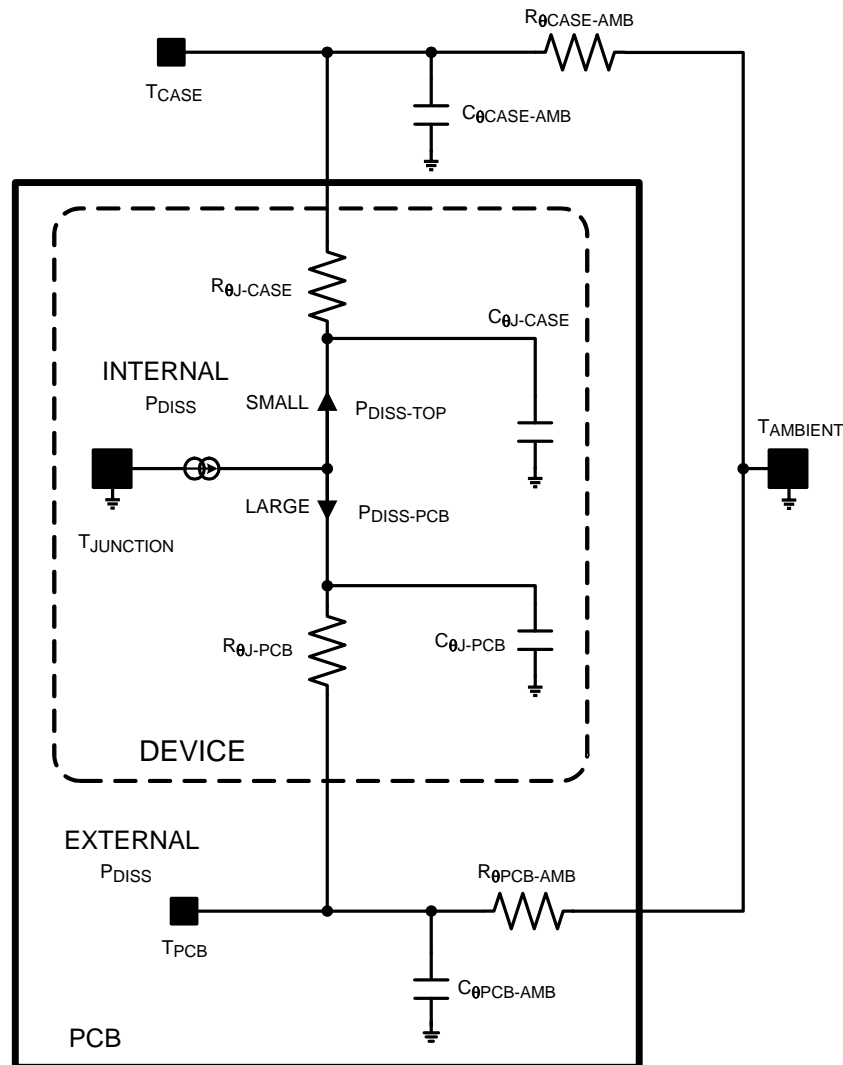 RθCASE-AMB
TCASE
CθCASE-AMB
RθJ-CASE
CθJ-CASE
INTERNAL
PDISS
SMALL
PDISS-TOP
TAMBIENT
LARGE
PDISS-PCB
TJUNCTION
RθJ-PCB
CθJ-PCB
DEVICE
EXTERNAL
PDISS
RθPCB-AMB
TPCB
CθPCB-AMB
PCB